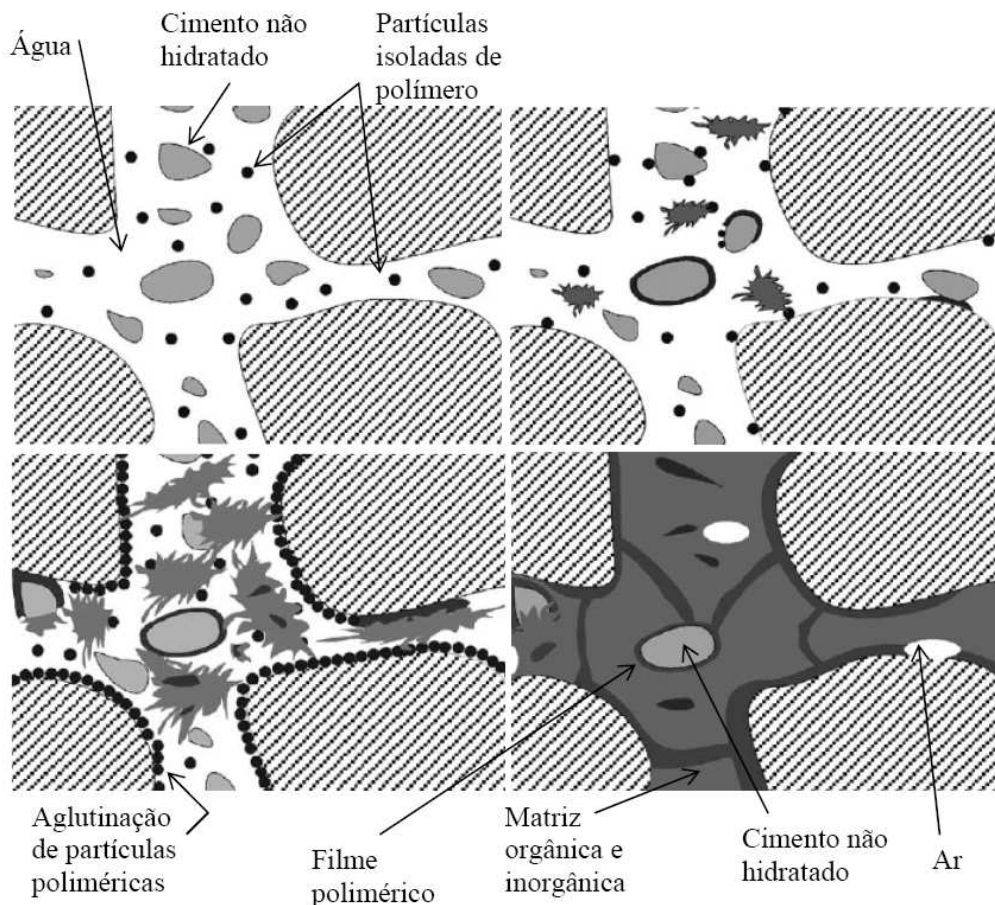 Água
Cimento não
hidratado
Partículas
isoladas de
polímero
Aglutinação
de partículas
poliméricas
Filme
polimérico
Matriz
orgânica e
inorgânica
Cimento não
hidratado
Ar